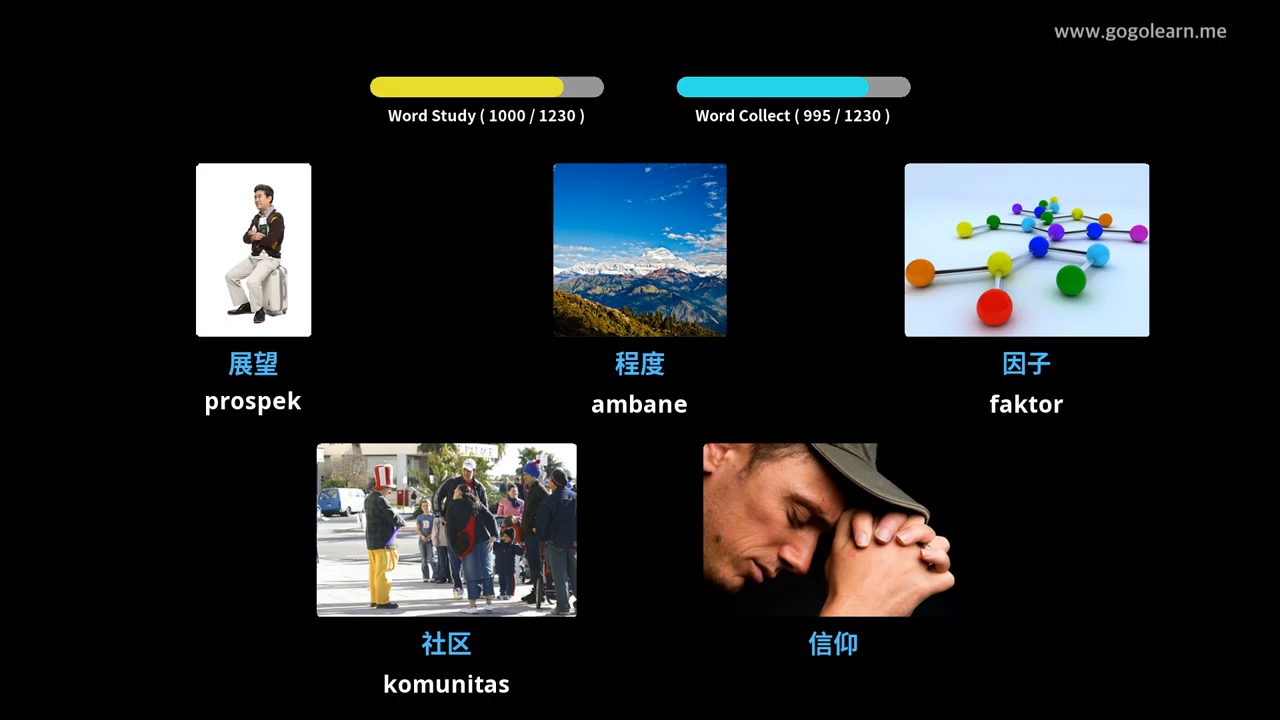 www.gogolearn.me
Word Study ( 1000 / 1230 )
Word Collect ( 995 / 1230 )
展望
prospek
程度
ambane
因子
faktor
社区
komunitas
信仰